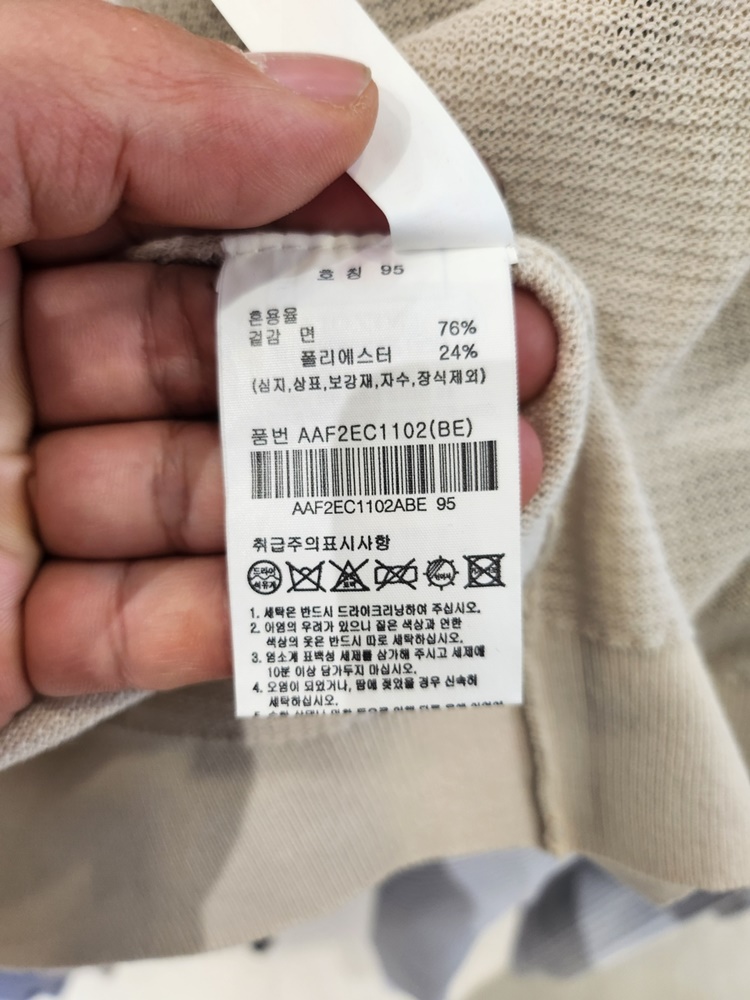 호 칭 95
혼용율
겉감 면 76%
폴리에스터 24%
(심지,상표,보강재,자수,장식제외)
품번 AAF2EC1102(BE)
AAF2EC1102ABE 95
취급주의표시사항
드라이
석유계
1. 세탁은 반드시 드라이크리닝하여 주십시오.
2. 이염의 우려가 있으니 짙은 색상과 연한
색상의 옷은 반드시 따로 세탁하십시오.
3. 염소계 표백성 세제를 삼가해 주시고 세제에
10분 이상 담가두지 마십시오.
4. 오염이 되었거나, 땀에 젖었을 경우 신속히
세탁하십시오.